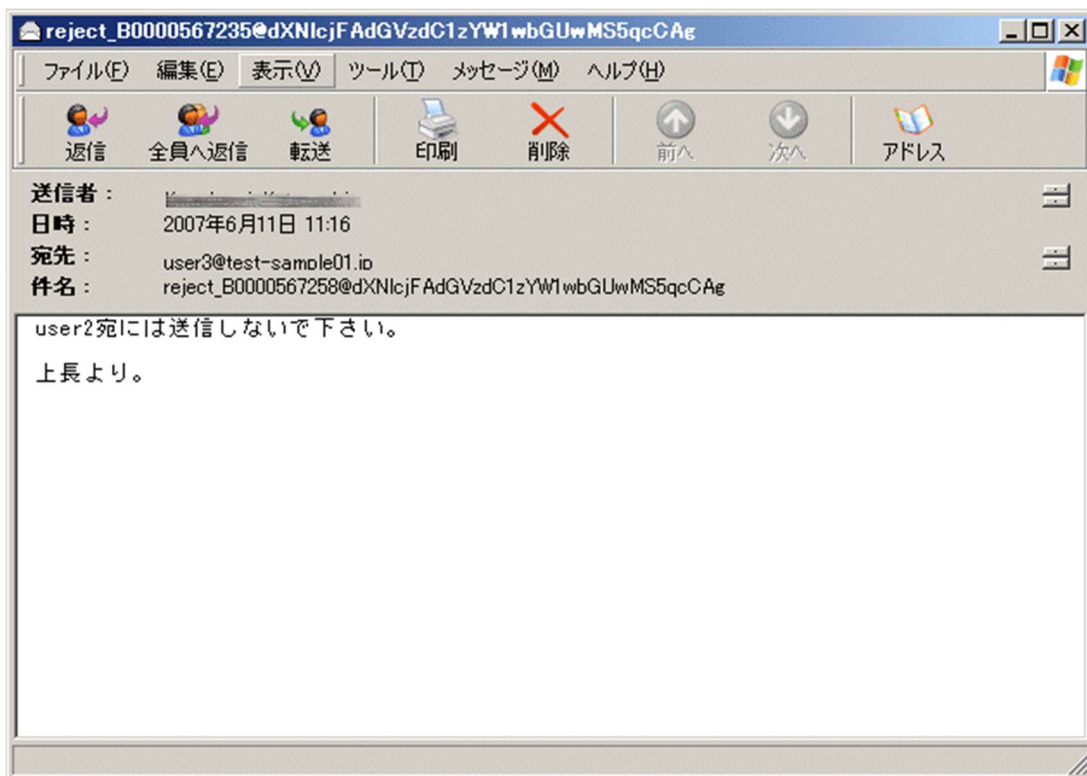 reject_B0000567235@dXNlcjFAdGVzdC1zYW1wbGUwMS5qcCAg
ファイル(F) 編集(E) 表示(V) ツール(T) メッセージ(M) ヘルプ(H)
返信 全員へ返信 転送 印刷 削除 前へ 次へ アドレス
送信者：
日時： 2007年6月11日 11:16
宛先： user3@test-sample01.jp
件名： reject_B0000567258@dXNlcjFAdGVzdC1zYW1wbGUwMS5qcCAg
user2宛には送信しないで下さい。
上長より。